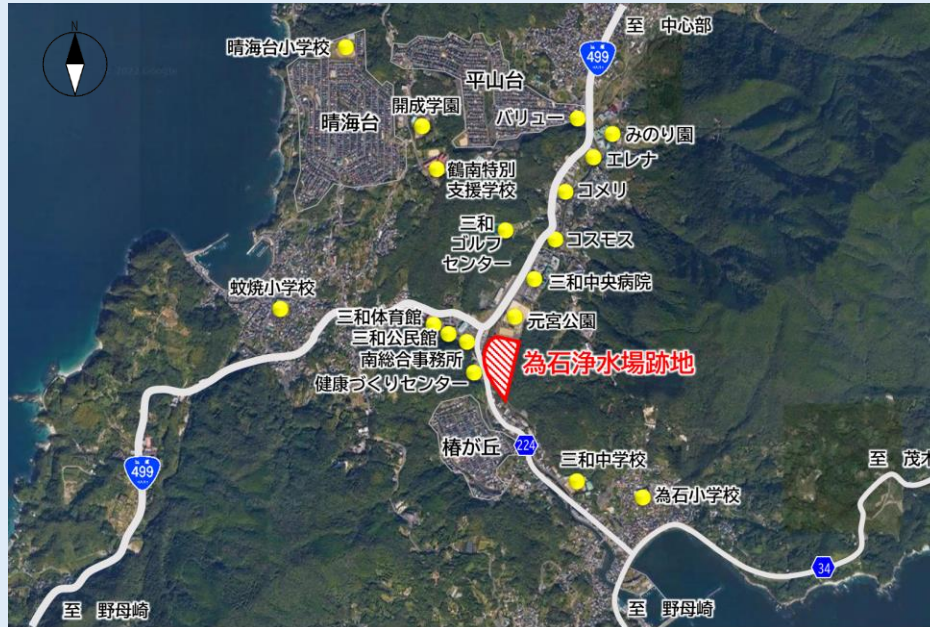 N
至 中心部
国道
499
晴海台小学校
平山台
開成学園
晴海台
バリュー
みのり園
エレナ
鶴南特別
支援学校
コメリ
三和
ゴルフ
センター
コスモス
三和中央病院
蚊焼小学校
元宮公園
三和体育館
三和公民館
南総合事務所
健康づくりセンター
為石浄水場跡地
椿が丘
224
三和中学校
為石小学校
至 茂木
国道
499
34
至 野母崎
至 野母崎